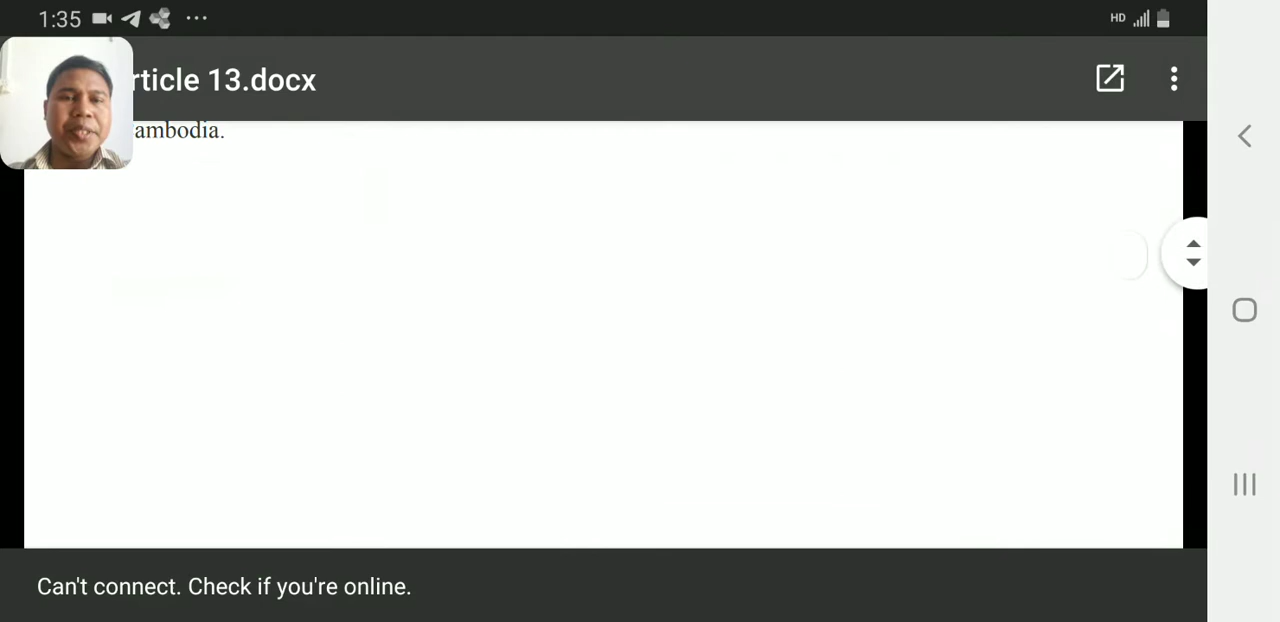 1:35 HD
rticle 13.docx
ambodia.
Can't connect. Check if you're online.